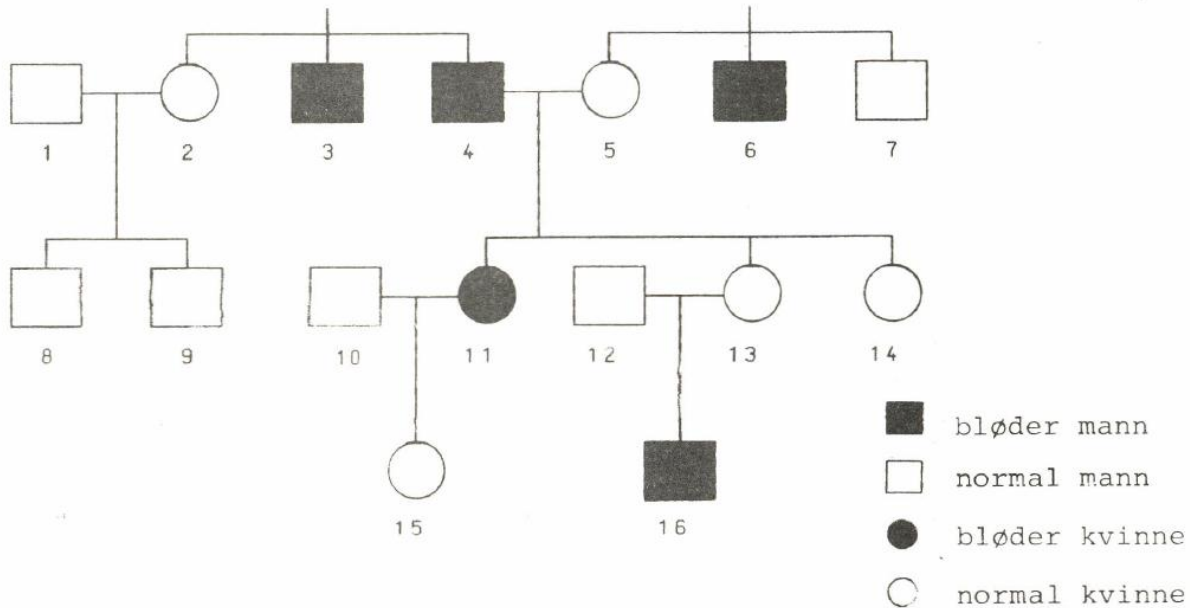 1 2 3 4 5 6 7
8 9 10 11 12 13 14
15 16
bløder mann
normal mann
bløder kvinne
normal kvinne